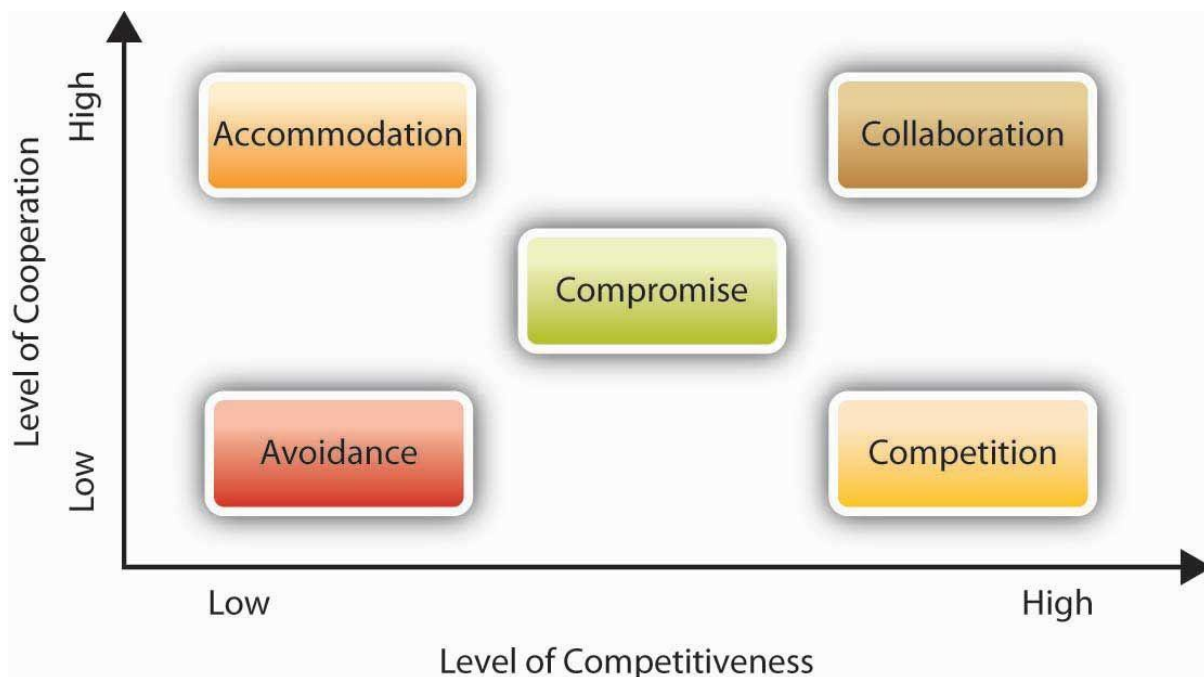 High
Accommodation
Collaboration
Level of Cooperation
Compromise
Avoidance
Competition
Low
Low
High
Level of Competitiveness